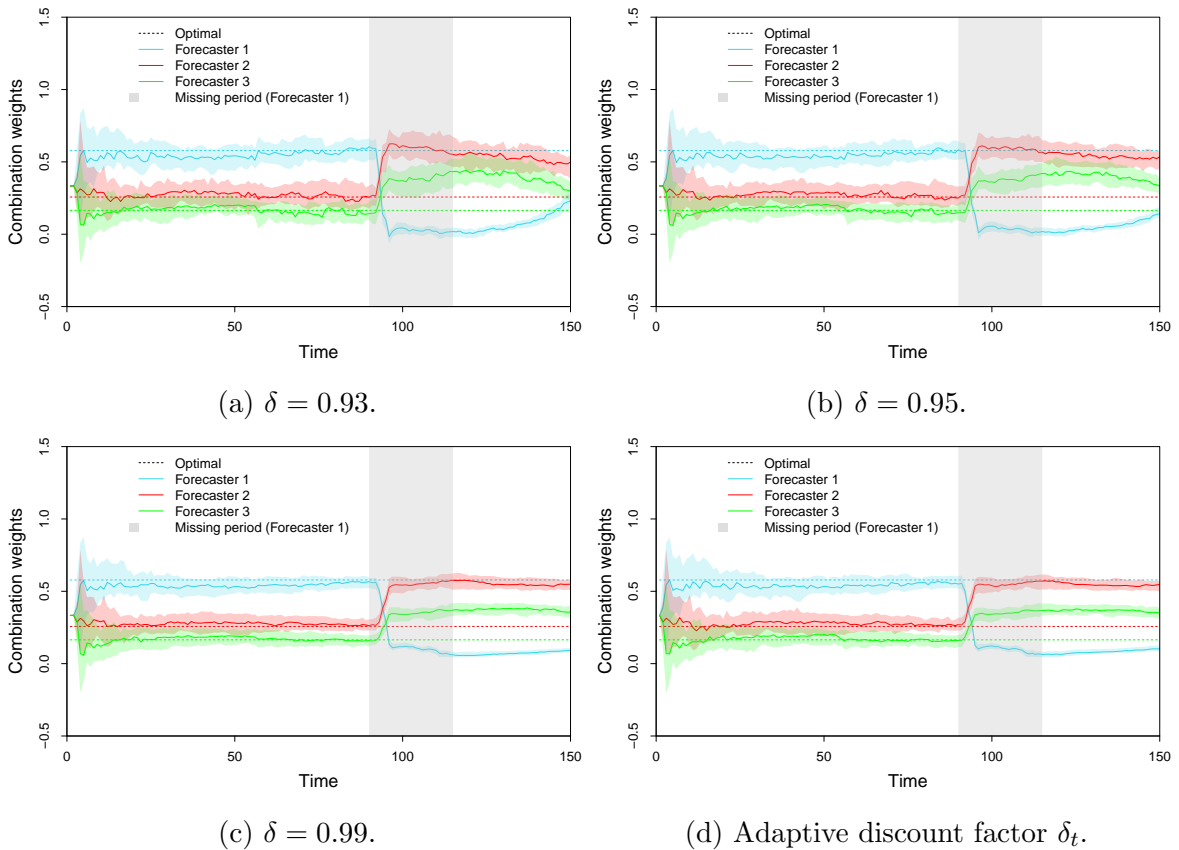 Combination weights
1.5
1.0
0.5
0.0
−0.5
Optimal
Forecaster 1
Forecaster 2
Forecaster 3
Missing period (Forecaster 1)
0
50
100
150
Time
(a) δ = 0.93.
Combination weights
1.5
1.0
0.5
0.0
−0.5
Optimal
Forecaster 1
Forecaster 2
Forecaster 3
Missing period (Forecaster 1)
0
50
100
150
Time
(b) δ = 0.95.
Combination weights
1.5
1.0
0.5
0.0
−0.5
Optimal
Forecaster 1
Forecaster 2
Forecaster 3
Missing period (Forecaster 1)
0
50
100
150
Time
(c) δ = 0.99.
Combination weights
1.5
1.0
0.5
0.0
−0.5
Optimal
Forecaster 1
Forecaster 2
Forecaster 3
Missing period (Forecaster 1)
0
50
100
150
Time
(d) Adaptive discount factor δₜ.